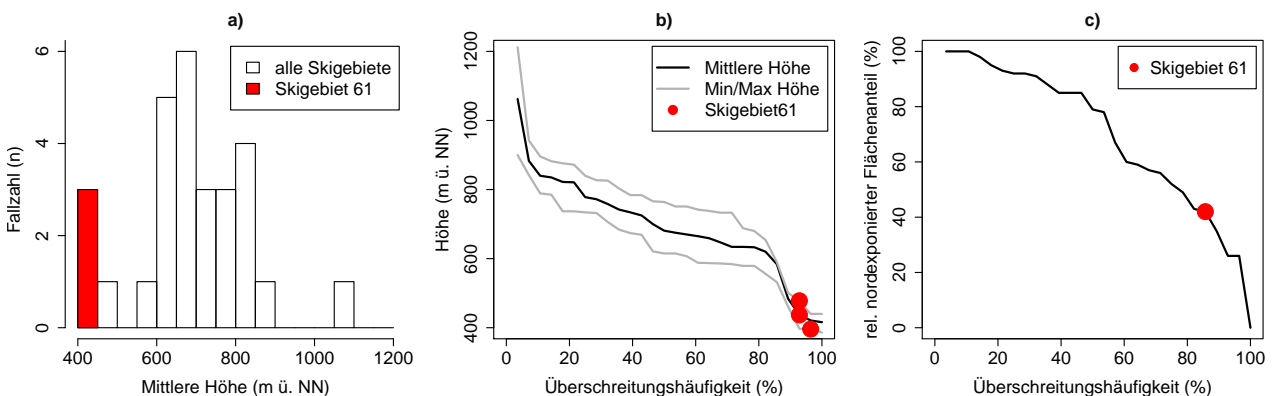 a)
Fallzahl (n)
6
4
2
0
alle Skigebiete
Skigebiet 61
400 600 800 1000 1200
Mittlere Höhe (m ü. NN)
b)
Höhe (m ü. NN)
1200
1000
800
600
400
Mittlere Höhe
Min/Max Höhe
Skigebiet61
0 20 40 60 80 100
Überschreitungshäufigkeit (%)
c)
rel. nordexponierter Flächenanteil (%)
100
80
60
40
20
0
Skigebiet 61
0 20 40 60 80 100
Überschreitungshäufigkeit (%)